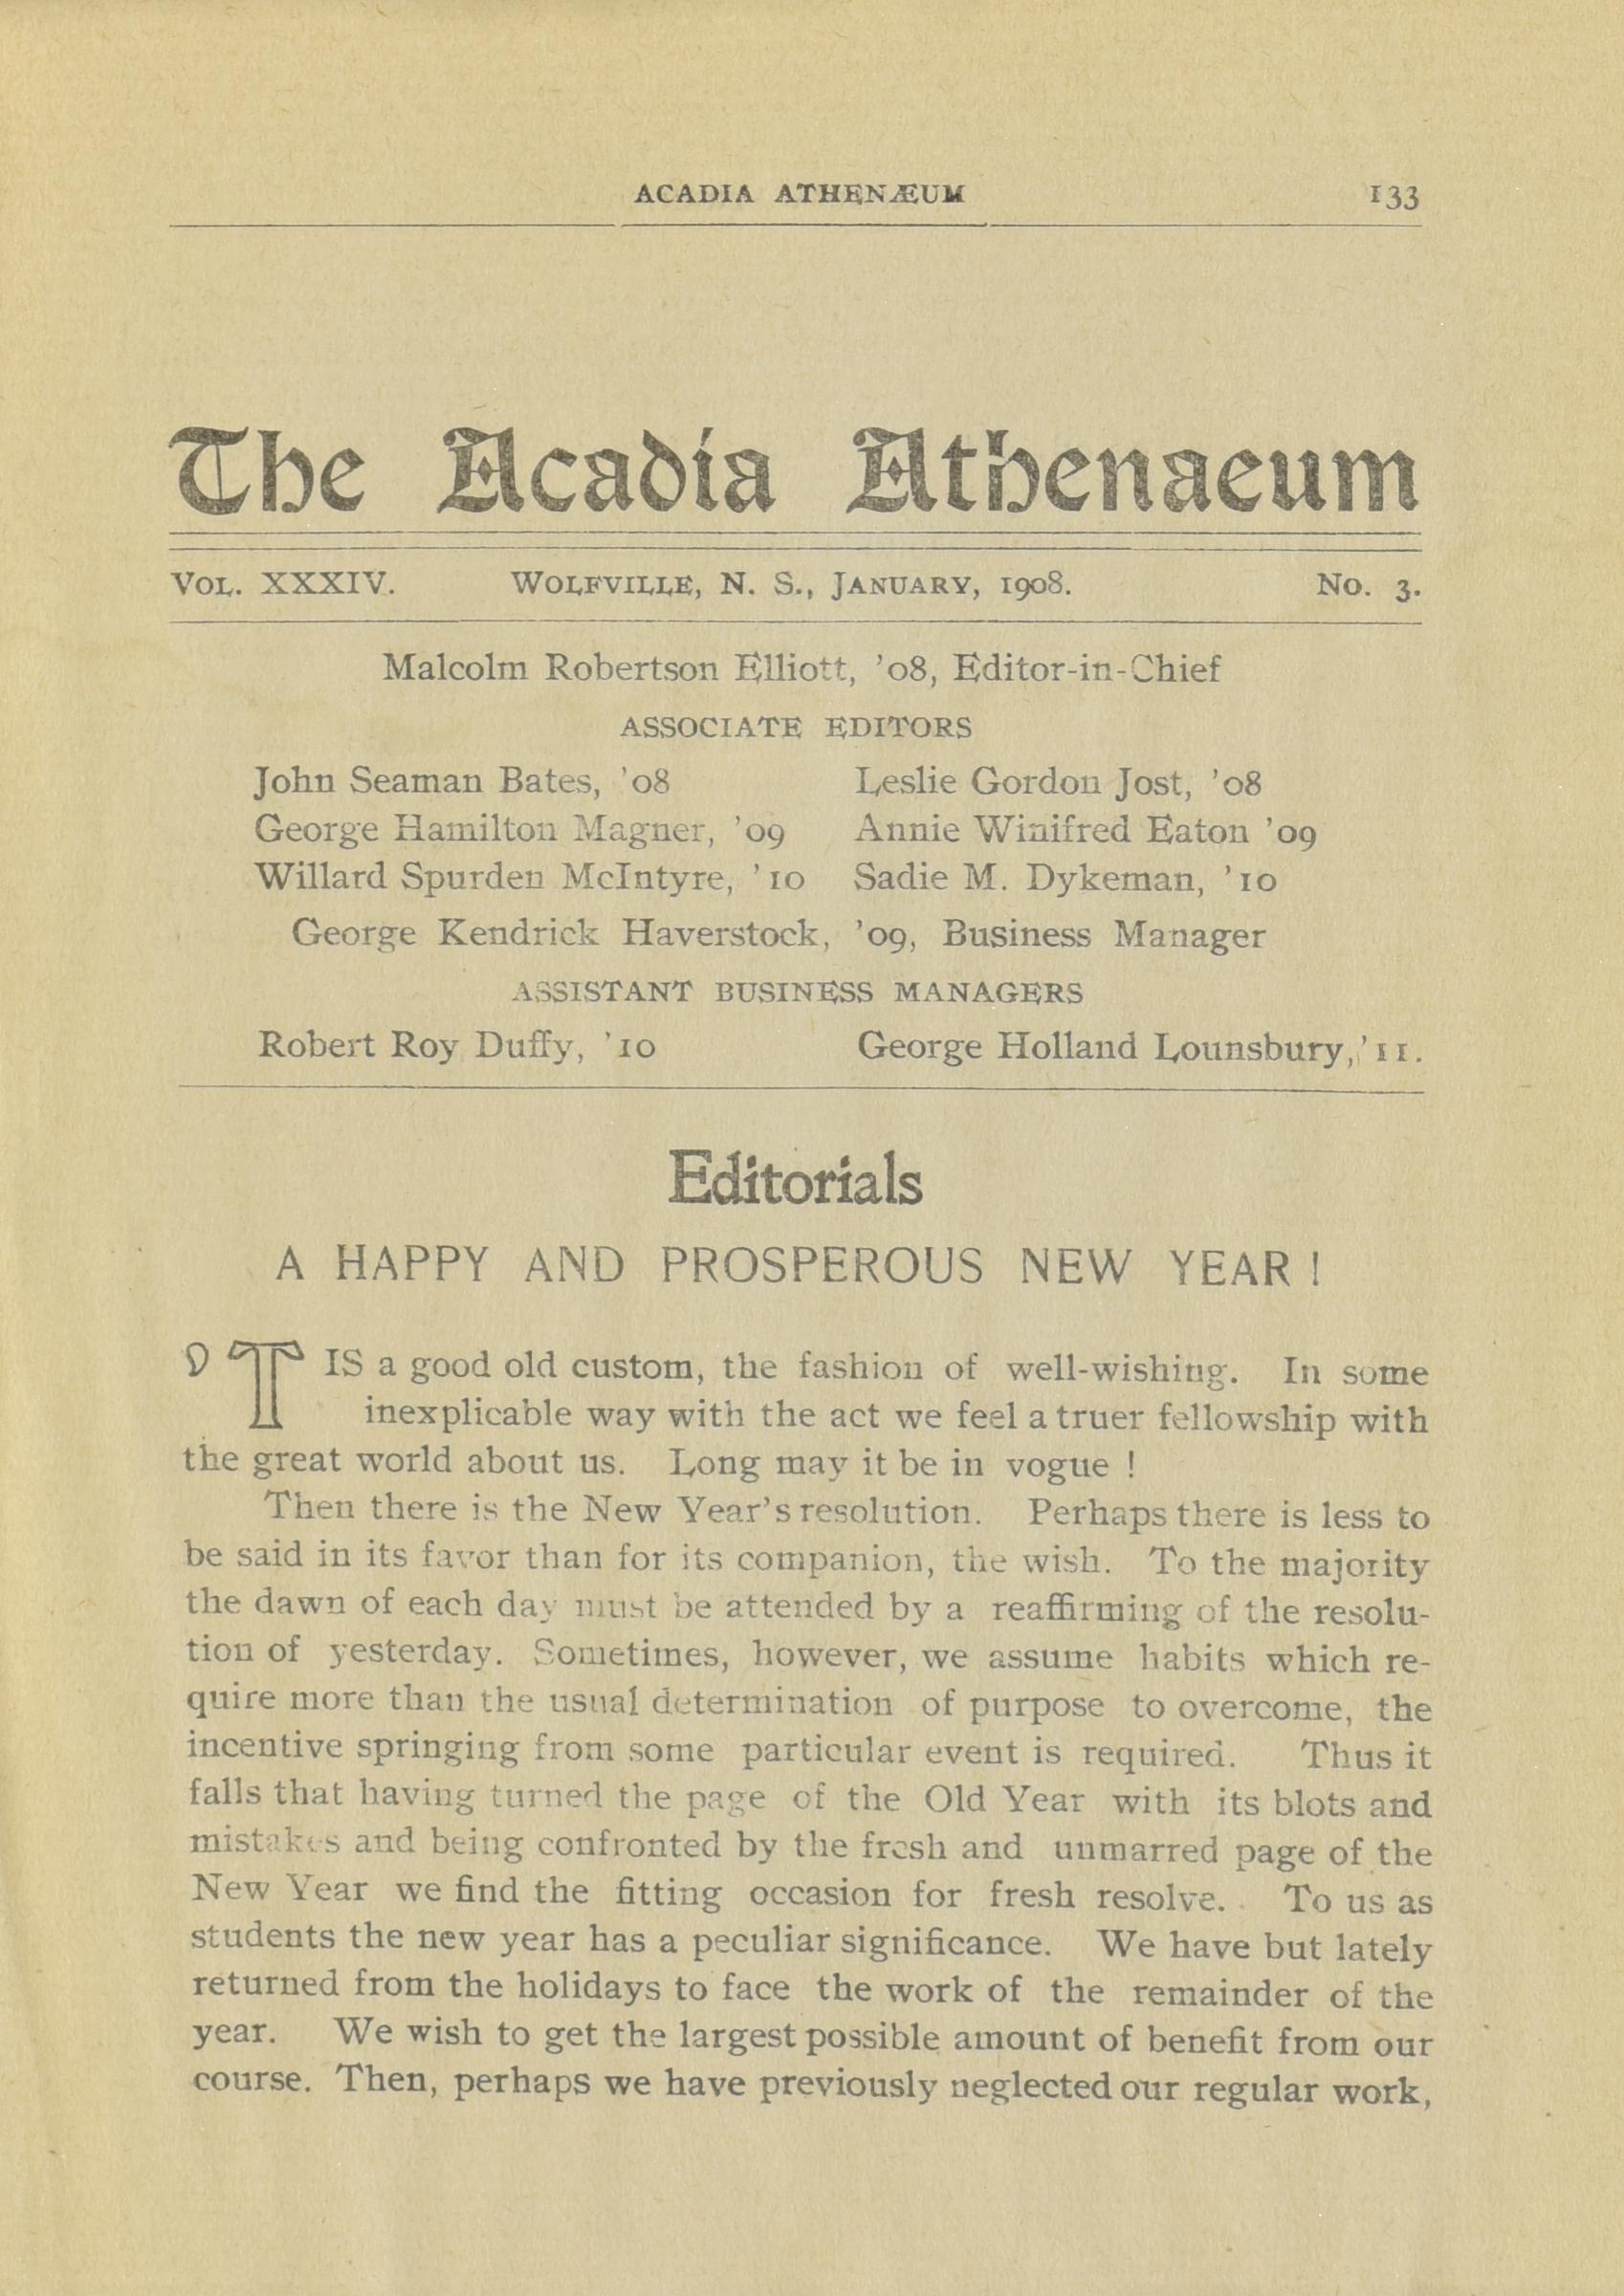 ACADIA ATHENÆUM 133
The Acadia Athenaeum
VOL. XXXIV. WOLFVILLE, N. S., JANUARY, 1908. No. 3.
Malcolm Robertson Elliott, '08, Editor-in-Chief
ASSOCIATE EDITORS
John Seaman Bates, '08 Leslie Gordon Jost, '08
George Hamilton Magner, '09 Annie Winifred Eaton '09
Willard Spurden McIntyre, '10 Sadie M. Dykeman, '10
George Kendrick Haverstock, '09, Business Manager
ASSISTANT BUSINESS MANAGERS
Robert Roy Duffy, '10 George Holland Lounsbury,'11.
Editorials
A HAPPY AND PROSPEROUS NEW YEAR !
'TIS a good old custom, the fashion of well-wishing. In some
inexplicable way with the act we feel a truer fellowship with
the great world about us. Long may it be in vogue !
Then there is the New Year's resolution. Perhaps there is less to
be said in its favor than for its companion, the wish. To the majority
the dawn of each day must be attended by a reaffirming of the resolu-
tion of yesterday. Sometimes, however, we assume habits which re-
quire more than the usual determination of purpose to overcome, the
incentive springing from some particular event is required. Thus it
falls that having turned the page of the Old Year with its blots and
mistakes and being confronted by the fresh and unmarred page of the
New Year we find the fitting occasion for fresh resolve. To us as
students the new year has a peculiar significance. We have but lately
returned from the holidays to face the work of the remainder of the
year. We wish to get the largest possible amount of benefit from our
course. Then, perhaps we have previously neglected our regular work,